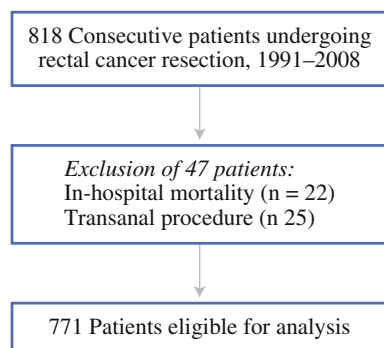 818 Consecutive patients undergoing
rectal cancer resection, 1991–2008
Exclusion of 47 patients:
In-hospital mortality (n = 22)
Transanal procedure (n 25)
771 Patients eligible for analysis